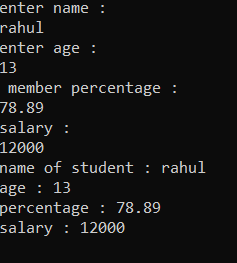 enter name :
rahul
enter age :
13
 member percentage :
78.89
salary :
12000
name of student : rahul
age : 13
percentage : 78.89
salary : 12000